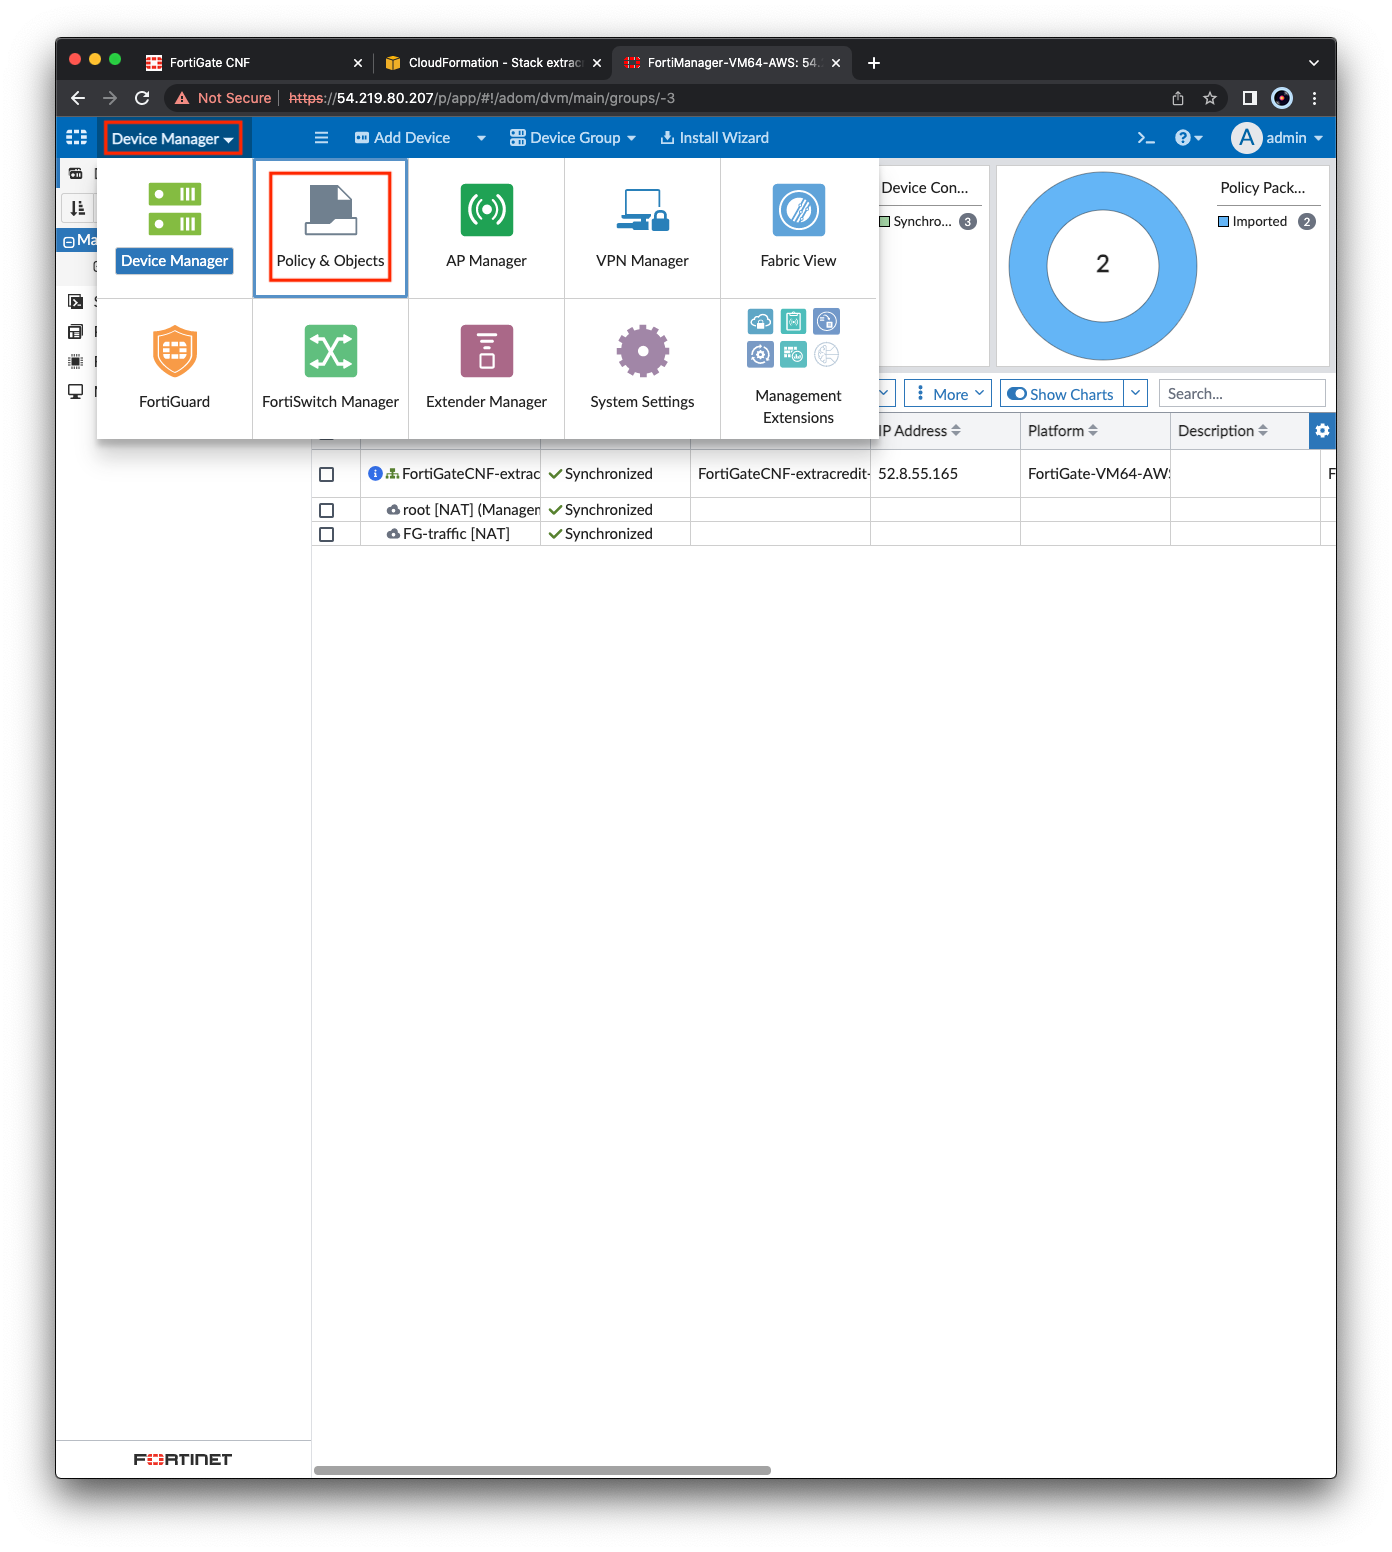 FortiGate CNF
CloudFormation - Stack extrac
FortiManager-VM64-AWS: 54.
Not Secure
https://54.219.80.207/p/app/#!/adom/dvm/main/groups/-3
Device Manager
Add Device
Device Group
Install Wizard
admin
A
Device Manager
Policy & Objects
AP Manager
VPN Manager
Fabric View
FortiGuard
FortiSwitch Manager
Extender Manager
System Settings
Management
Extensions
Ma
Device Con...
Synchro... 3
2
Policy Pack...
Imported 2
More
Show Charts
Search...
IP Address
Platform
Description
FortiGateCNF-extrac
Synchronized
FortiGateCNF-extracredit-
52.8.55.165
FortiGate-VM64-AWS
F
root [NAT] (Managem
Synchronized
FG-traffic [NAT]
Synchronized
FORTINET